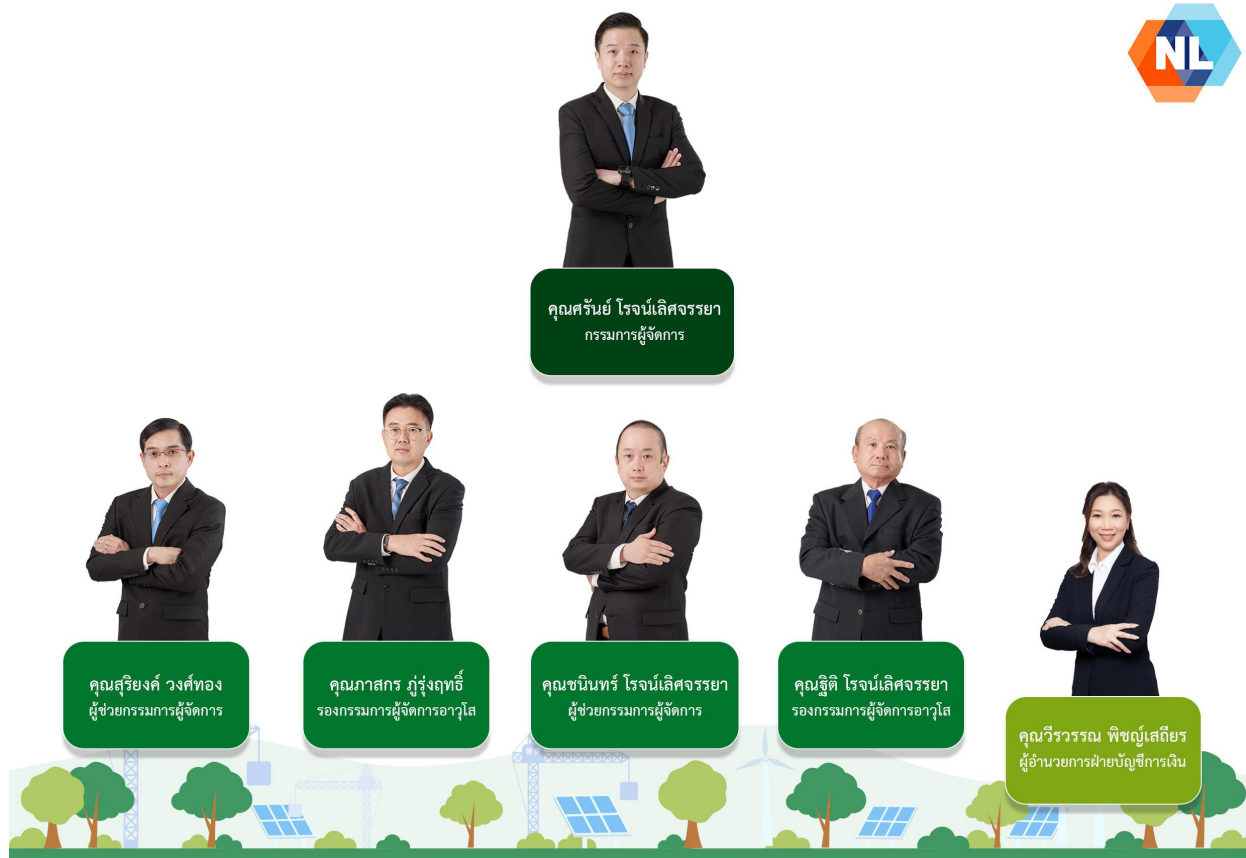 NL
คุณศรันย์ โรจน์เลิศจรรยา
กรรมการผู้จัดการ
คุณสุริยงค์ วงศ์ทอง
ผู้ช่วยกรรมการผู้จัดการ
คุณภาสกร ภู่รุ่งฤทธิ์
รองกรรมการผู้จัดการอาวุโส
คุณชนินทร์ โรจน์เลิศจรรยา
ผู้ช่วยกรรมการผู้จัดการ
คุณฐิติ โรจน์เลิศจรรยา
รองกรรมการผู้จัดการอาวุโส
คุณวีรวรรณ พิชญ์เสถียร
ผู้อำนวยการฝ่ายบัญชีการเงิน